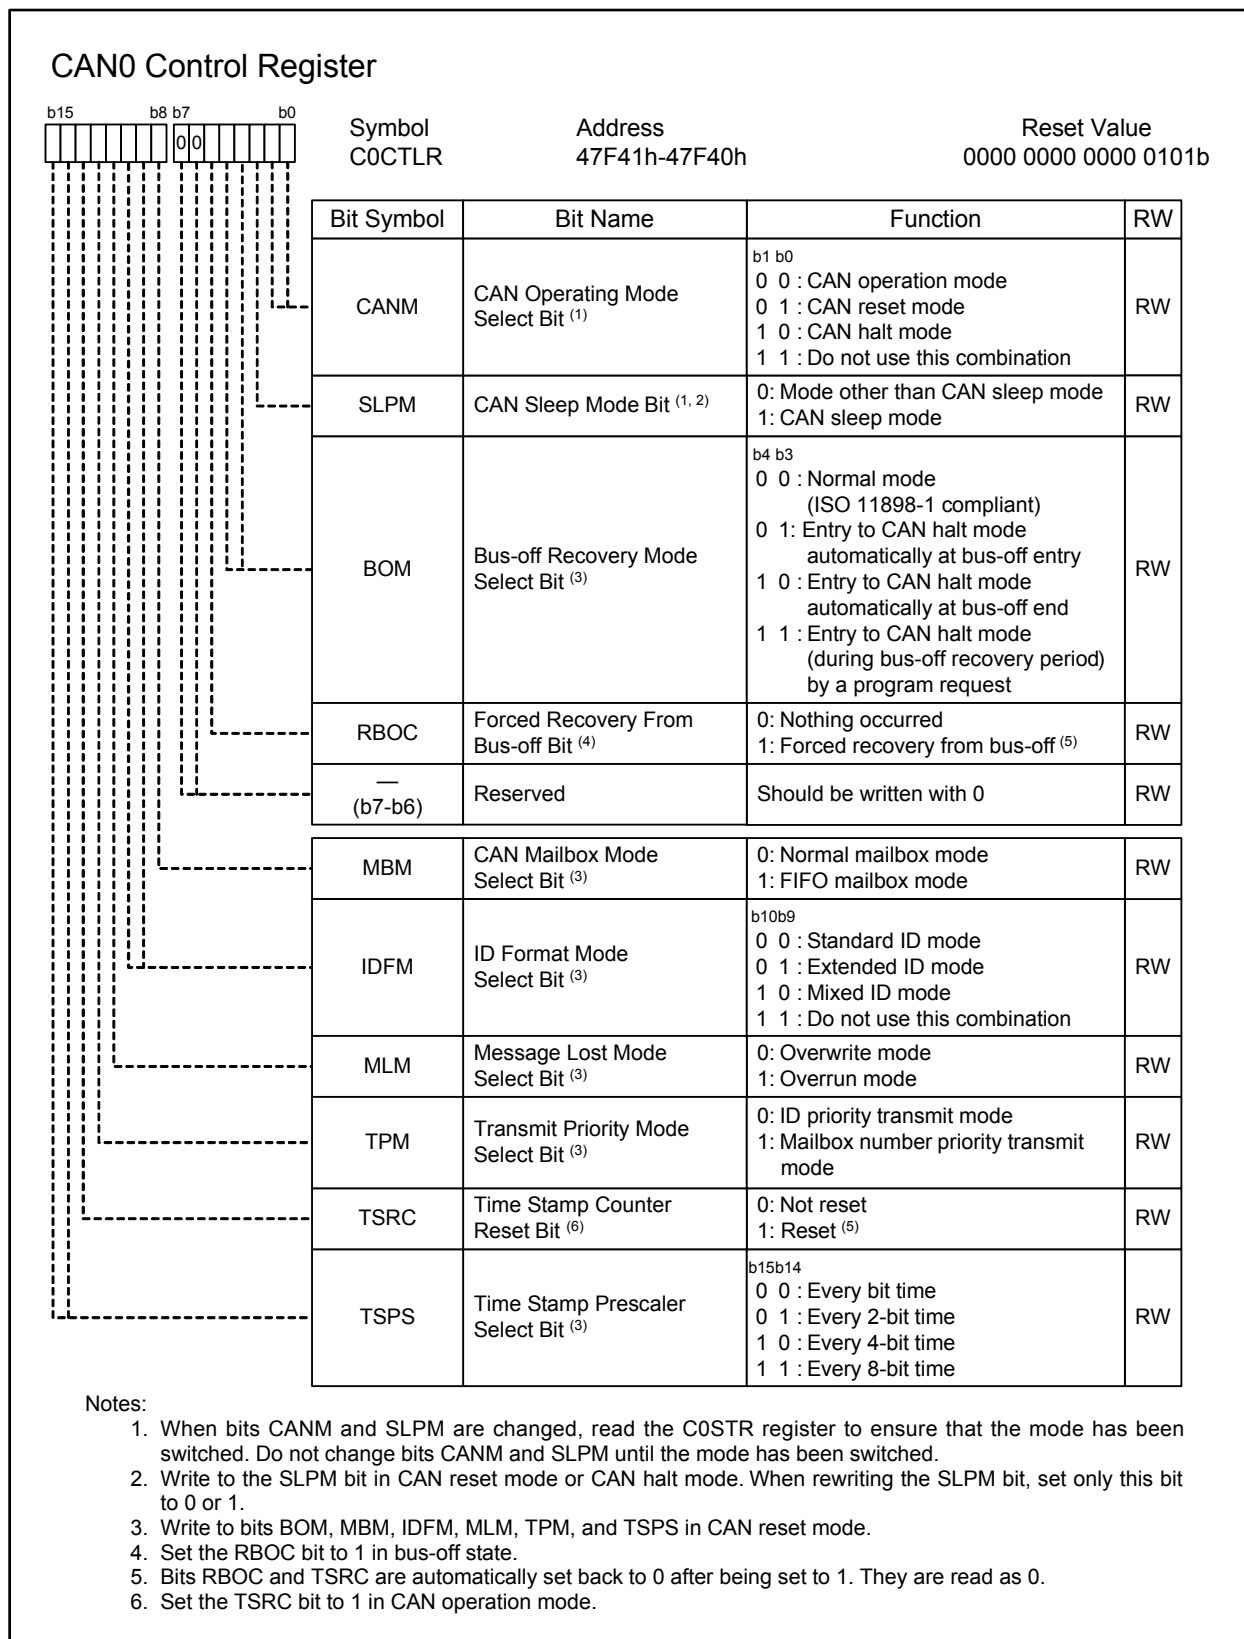 CAN0 Control Register
b15 b8 b7 b0
0 0
Symbol Address Reset Value
C0CTLR 47F41h-47F40h 0000 0000 0000 0101b
Bit Symbol Bit Name Function RW
CANM
CAN Operating Mode
Select Bit (1)
b1 b0
0 0 : CAN operation mode
0 1 : CAN reset mode
1 0 : CAN halt mode
1 1 : Do not use this combination
RW
SLPM
CAN Sleep Mode Bit (1, 2)
0: Mode other than CAN sleep mode
1: CAN sleep mode
RW
BOM
Bus-off Recovery Mode
Select Bit (3)
b4 b3
0 0 : Normal mode
(ISO 11898-1 compliant)
0 1: Entry to CAN halt mode
automatically at bus-off entry
1 0 : Entry to CAN halt mode
automatically at bus-off end
1 1 : Entry to CAN halt mode
(during bus-off recovery period)
by a program request
RW
RBOC
Forced Recovery From
Bus-off Bit (4)
0: Nothing occurred
1: Forced recovery from bus-off (5)
RW
—
(b7-b6)
Reserved
Should be written with 0
RW
MBM
CAN Mailbox Mode
Select Bit (3)
0: Normal mailbox mode
1: FIFO mailbox mode
RW
IDFM
ID Format Mode
Select Bit (3)
b10b9
0 0 : Standard ID mode
0 1 : Extended ID mode
1 0 : Mixed ID mode
1 1 : Do not use this combination
RW
MLM
Message Lost Mode
Select Bit (3)
0: Overwrite mode
1: Overrun mode
RW
TPM
Transmit Priority Mode
Select Bit (3)
0: ID priority transmit mode
1: Mailbox number priority transmit
mode
RW
TSRC
Time Stamp Counter
Reset Bit (6)
0: Not reset
1: Reset (5)
RW
TSPS
Time Stamp Prescaler
Select Bit (3)
b15b14
0 0 : Every bit time
0 1 : Every 2-bit time
1 0 : Every 4-bit time
1 1 : Every 8-bit time
RW
Notes:
1. When bits CANM and SLPM are changed, read the C0STR register to ensure that the mode has been
switched. Do not change bits CANM and SLPM until the mode has been switched.
2. Write to the SLPM bit in CAN reset mode or CAN halt mode. When rewriting the SLPM bit, set only this bit
to 0 or 1.
3. Write to bits BOM, MBM, IDFM, MLM, TPM, and TSPS in CAN reset mode.
4. Set the RBOC bit to 1 in bus-off state.
5. Bits RBOC and TSRC are automatically set back to 0 after being set to 1. They are read as 0.
6. Set the TSRC bit to 1 in CAN operation mode.